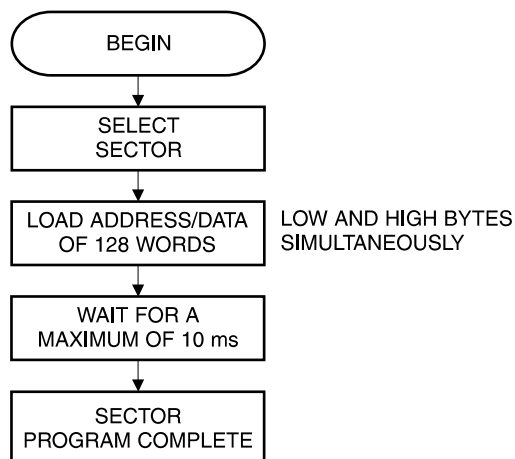 BEGIN
SELECT
SECTOR
LOAD ADDRESS/DATA
OF 128 WORDS
LOW AND HIGH BYTES
SIMULTANEOUSLY
WAIT FOR A
MAXIMUM OF 10 ms
SECTOR
PROGRAM COMPLETE